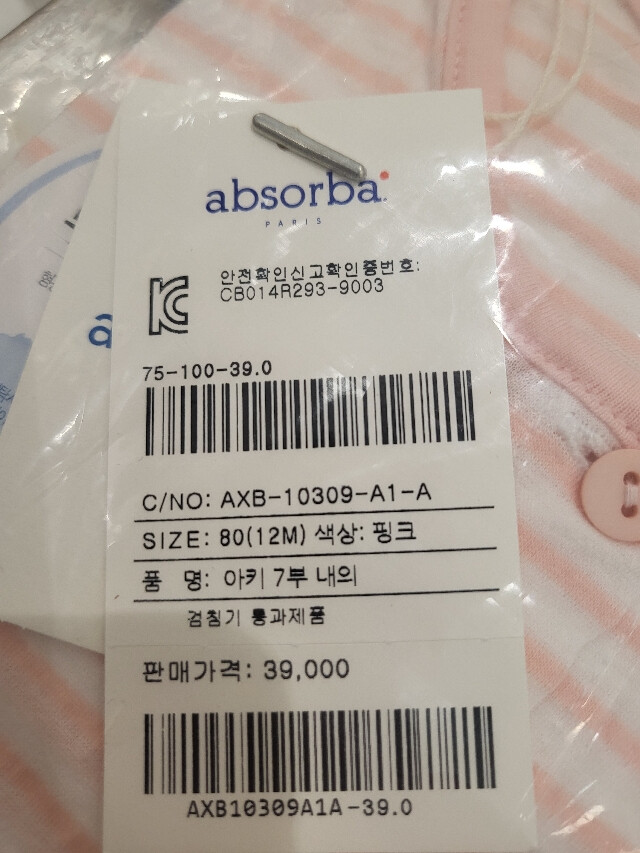 absorba
PARIS
안전확인신고확인증번호:
CB014R293-9003
75-100-39.0
C/NO: AXB-10309-A1-A
SIZE: 80(12M) 색상: 핑크
품 명: 아키 7부 내의
검침기 통과제품
판매가격: 39,000
AXB10309A1A-39.0